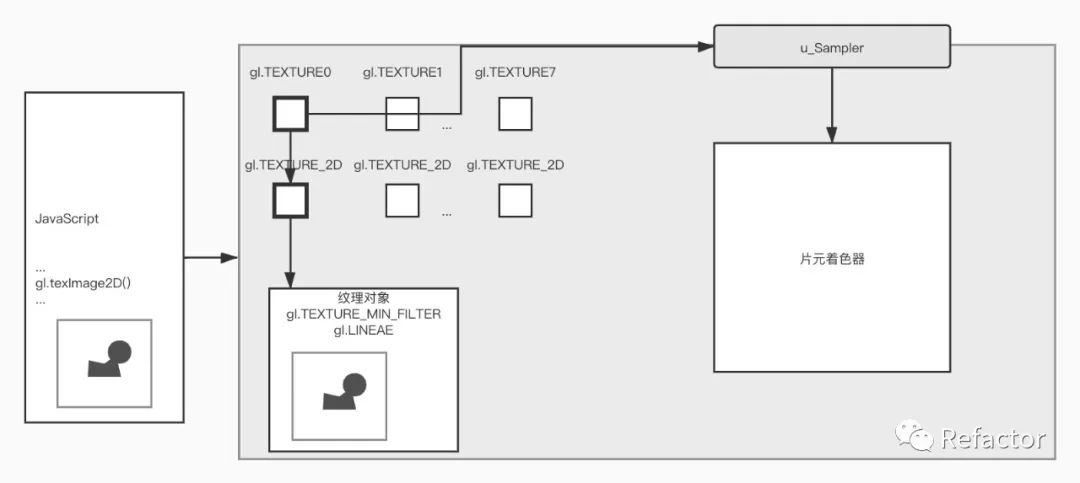 u_Sampler
gl.TEXTURE0 gl.TEXTURE1 gl.TEXTURE7
...
gl.TEXTURE_2D gl.TEXTURE_2D gl.TEXTURE_2D
...
JavaScript
...
gl.texImage2D()
...
纹理对象
gl.TEXTURE_MIN_FILTER
gl.LINEAE
片元着色器
Refactor